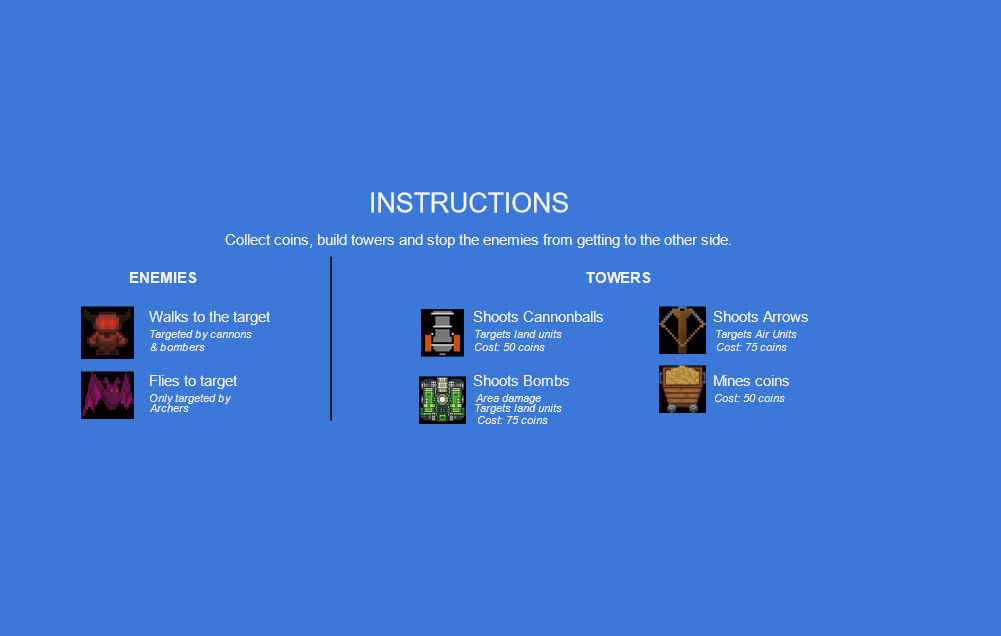 INSTRUCTIONS
Collect coins, build towers and stop the enemies from getting to the other side.
ENEMIES
Walks to the target
Targeted by cannons
& bombers
Flies to target
Only targeted by
Archers
TOWERS
Shoots Cannonballs
Targets land units
Cost: 50 coins
Shoots Arrows
Targets Air Units
Cost: 75 coins
Shoots Bombs
Area damage
Targets land units
Cost: 75 coins
Mines coins
Cost: 50 coins